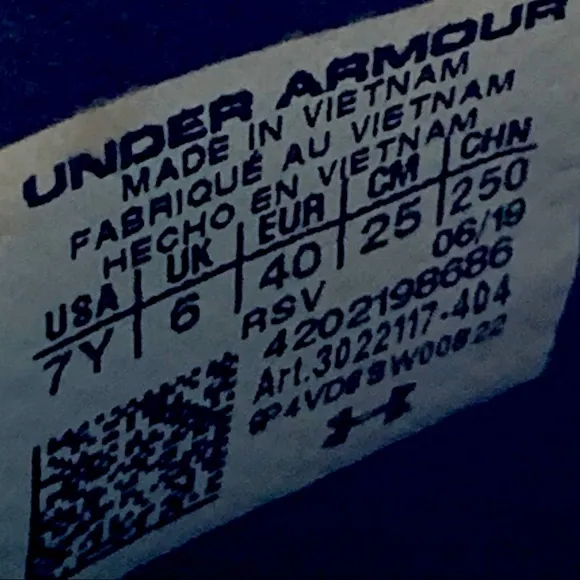 UNDER ARMOUR
MADE IN VIETNAM
FABRIQUÉ AU VIETNAM
HECHO EN VIETNAM
USA UK EUR CM CHN
7Y 6 40 25 250
06/19
RSV
4202198686
Art.3022117-404